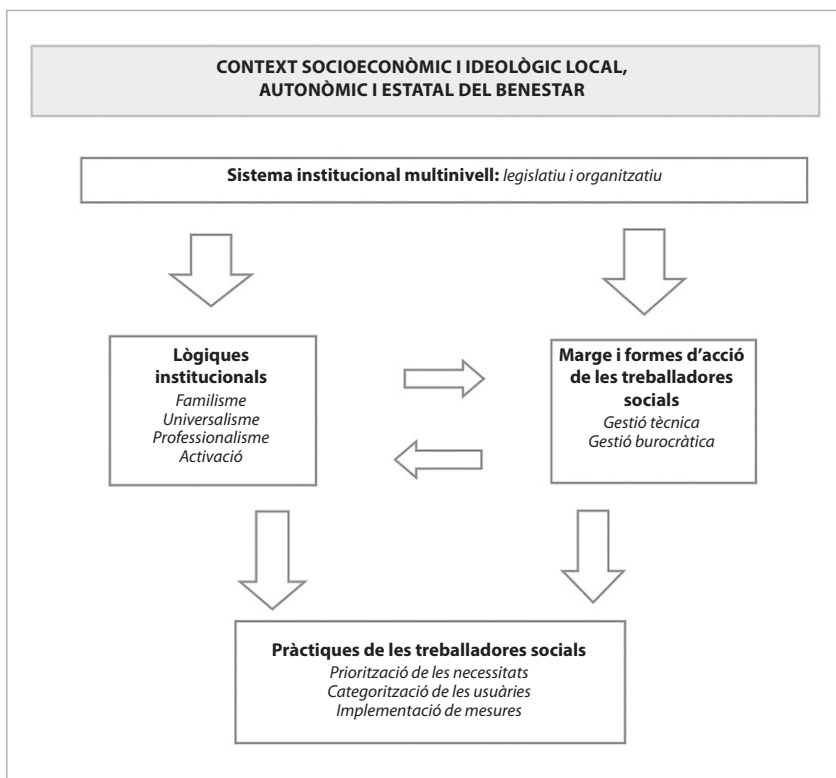 CONTEXT SOCIOECONÒMIC I IDEOLÒGIC LOCAL,
AUTONÒMIC I ESTATAL DEL BENESTAR
Sistema institucional multinivell: legislatiu i organitzatiu
Lògiques
institucionals
Familisme
Universalisme
Professionalisme
Activació
Marge i formes d’acció
de les treballadores
socials
Gestió tècnica
Gestió burocràtica
Pràctiques de les treballadores socials
Priorització de les necessitats
Categorització de les usuàries
Implementació de mesures